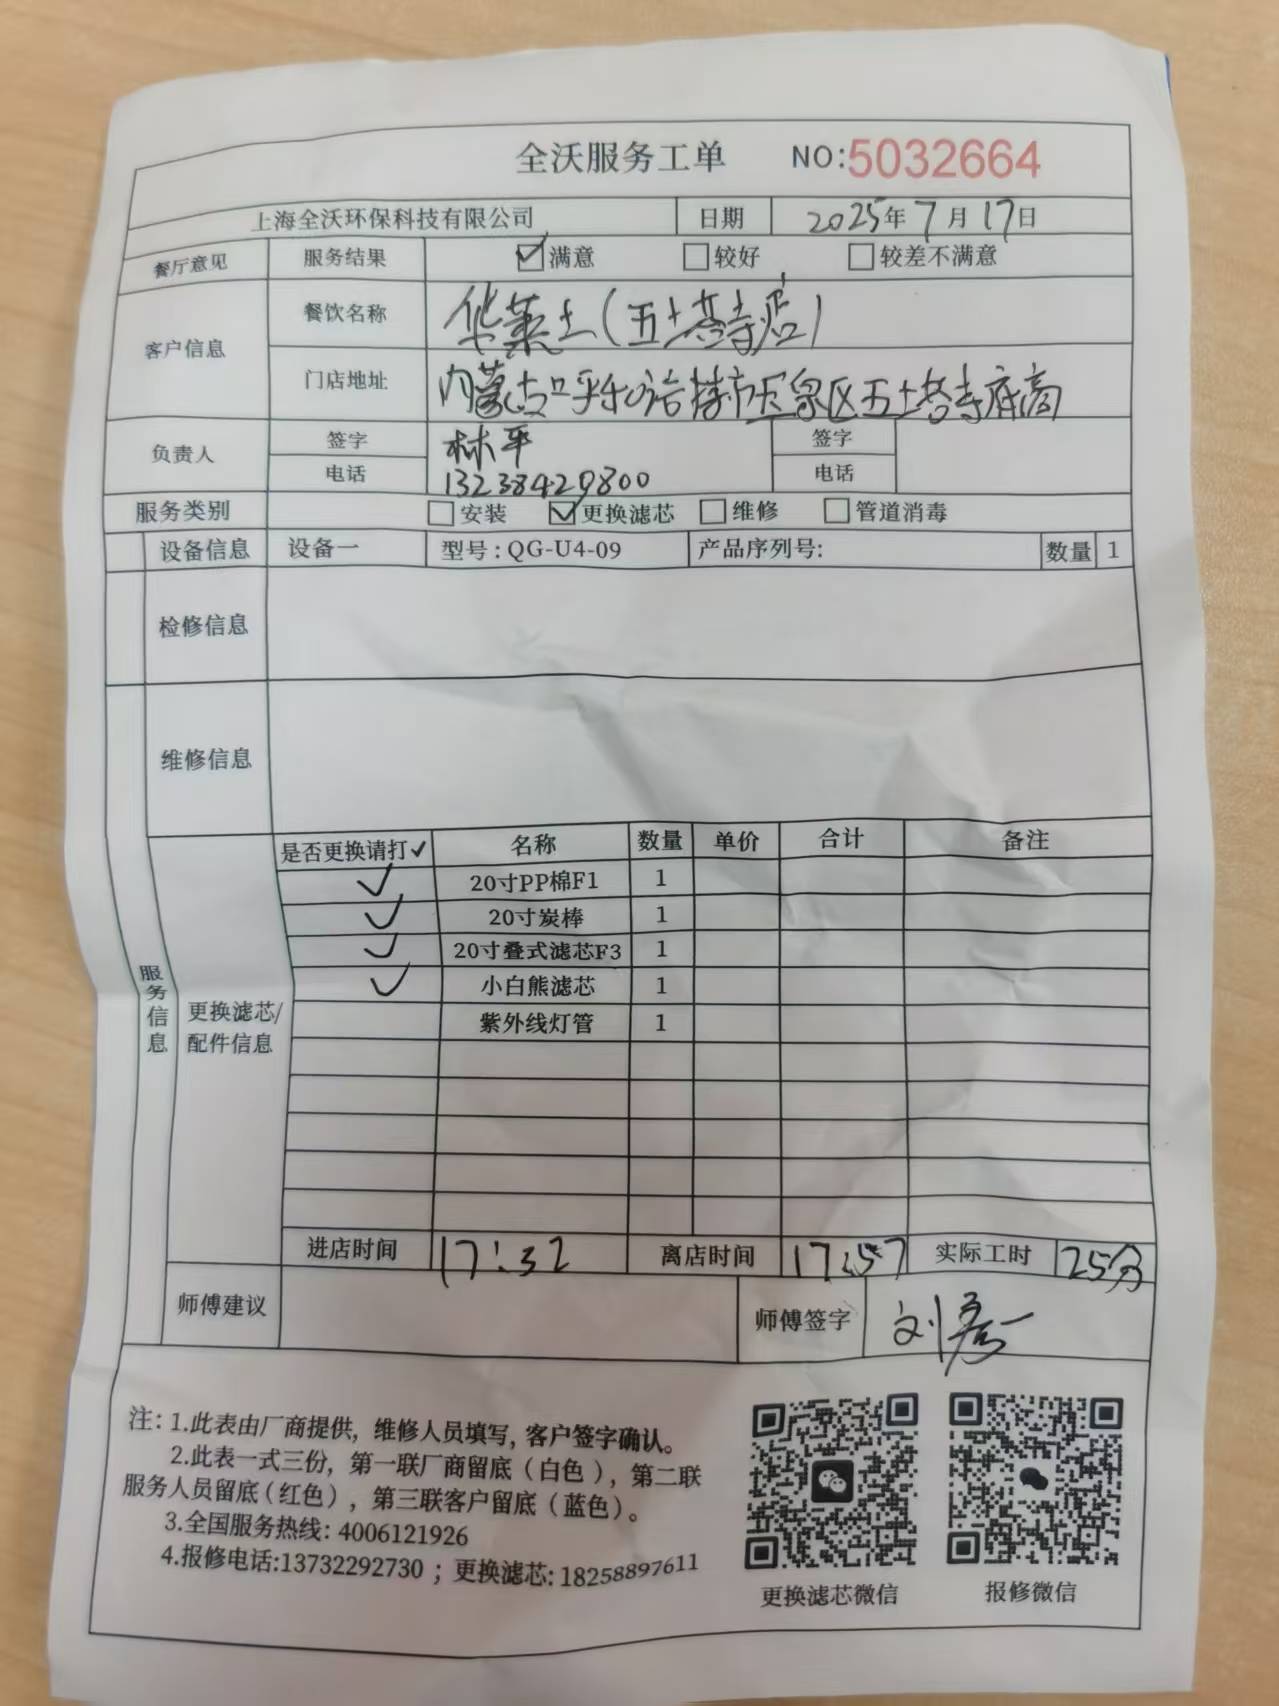 全沃服务工单 NO:5032664
上海全沃环保科技有限公司 日期 2025年7月17日
餐厅意见 服务结果 ☑满意 □较好 □较差不满意
客户信息 餐饮名称 华莱士(五塔寺店)
门店地址 内蒙古呼和浩特市玉泉区五塔寺底商
负责人 签字 林平 签字
电话 13238429800 电话
服务类别 □安装 ☑更换滤芯 □维修 □管道消毒
设备信息 设备一 型号:QG-U4-09 产品序列号: 数量 1
检修信息
维修信息
服务信息
更换滤芯/配件信息
是否更换请打✓ 名称 数量 单价 合计 备注
✓ 20寸PP棉F1 1
✓ 20寸炭棒 1
✓ 20寸叠式滤芯F3 1
✓ 小白熊滤芯 1
紫外线灯管 1
进店时间 17:32 离店时间 17:57 实际工时 25分
师傅建议 师傅签字 刘
注:1.此表由厂商提供,维修人员填写,客户签字确认。
2.此表一式三份,第一联厂商留底(白色),第二联
服务人员留底(红色),第三联客户留底(蓝色)。
3.全国服务热线:4006121926
4.报修电话:13732292730;更换滤芯:18258897611
更换滤芯微信 报修微信